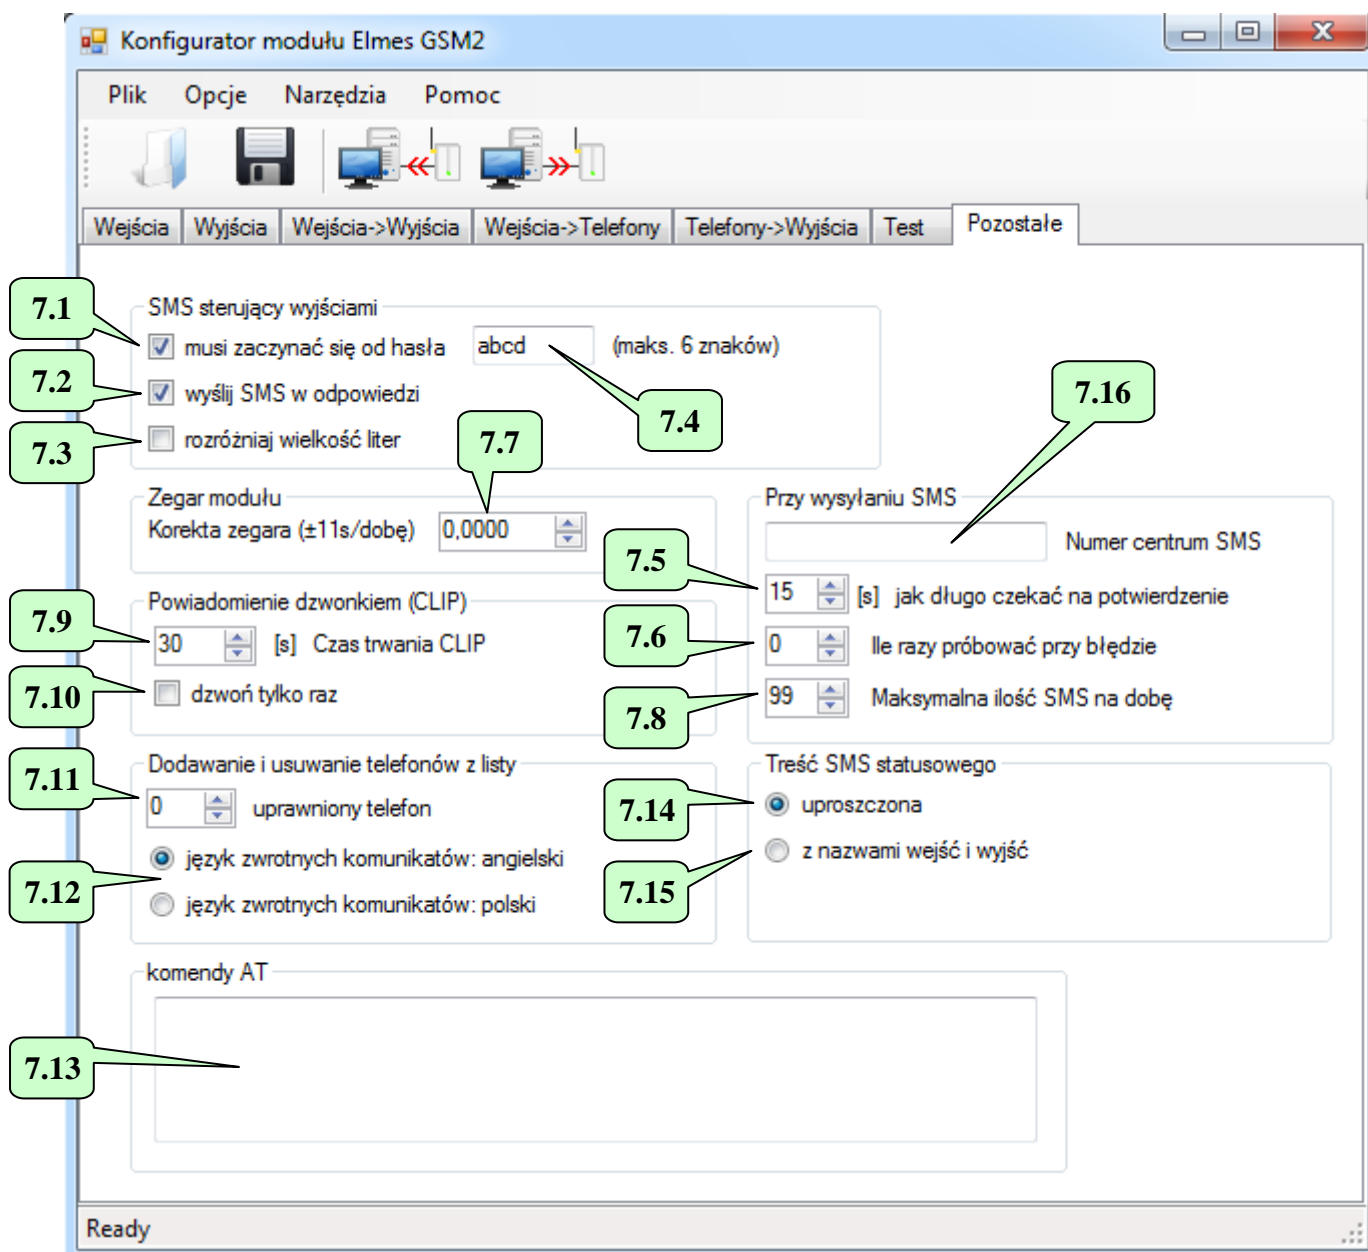 Konfigurator modułu Elmes GSM2
Plik Opcje Narzędzia Pomoc
Wejścia Wyjścia Wejścia->Wyjścia Wejścia->Telefony Telefony->Wyjścia Test Pozostałe
7.1
SMS sterujący wyjściami
musi zaczynać się od hasła abcd (maks. 6 znaków)
7.2
wyślij SMS w odpowiedzi
7.4
7.16
7.3
rozróżniaj wielkość liter
7.7
Zegar modułu
Korekta zegara (±11s/dobę) 0,0000
Przy wysyłaniu SMS
Numer centrum SMS
7.5
15 [s] jak długo czekać na potwierdzenie
7.6
0 Ile razy próbować przy błędzie
7.8
99 Maksymalna ilość SMS na dobę
7.9
Powiadomienie dzwonkiem (CLIP)
30 [s] Czas trwania CLIP
7.10
dzwoń tylko raz
7.11
Dodawanie i usuwanie telefonów z listy
0 uprawniony telefon
7.12
język zwrotnych komunikatów: angielski
język zwrotnych komunikatów: polski
Treść SMS statusowego
7.14
uproszczona
7.15
z nazwami wejść i wyjść
komendy AT
7.13
Ready